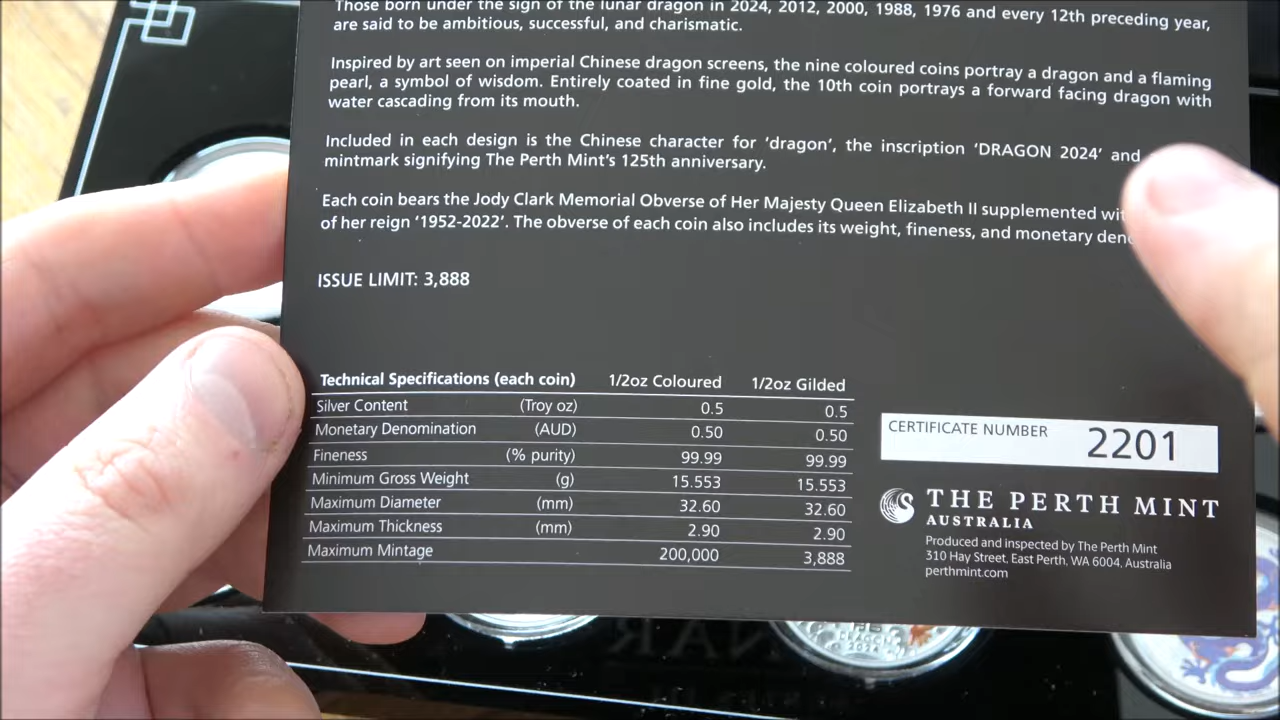 Those born under the sign of the lunar dragon in 2024, 2012, 2000, 1988, 1976 and every 12th preceding year,
are said to be ambitious, successful, and charismatic.
Inspired by art seen on imperial Chinese dragon screens, the nine coloured coins portray a dragon and a flaming
pearl, a symbol of wisdom. Entirely coated in fine gold, the 10th coin portrays a forward facing dragon with
water cascading from its mouth.
Included in each design is the Chinese character for 'dragon', the inscription 'DRAGON 2024' and
mintmark signifying The Perth Mint's 125th anniversary.
Each coin bears the Jody Clark Memorial Obverse of Her Majesty Queen Elizabeth II supplemented
of her reign '1952-2022'. The obverse of each coin also includes its weight, fineness, and monetary
ISSUE LIMIT: 3,888
Technical Specifications (each coin) 1/2oz Coloured 1/2oz Gilded
Silver Content (Troy oz) 0.5 0.5
Monetary Denomination (AUD) 0.50 0.50
Fineness (% purity) 99.99 99.99
Minimum Gross Weight (g) 15.553 15.553
Maximum Diameter (mm) 32.60 32.60
Maximum Thickness (mm) 2.90 2.90
Maximum Mintage 200,000 3,888
CERTIFICATE NUMBER 2201
THE PERTH MINT
AUSTRALIA
Produced and inspected by The Perth Mint
310 Hay Street, East Perth, WA 6004, Australia
perthmint.com